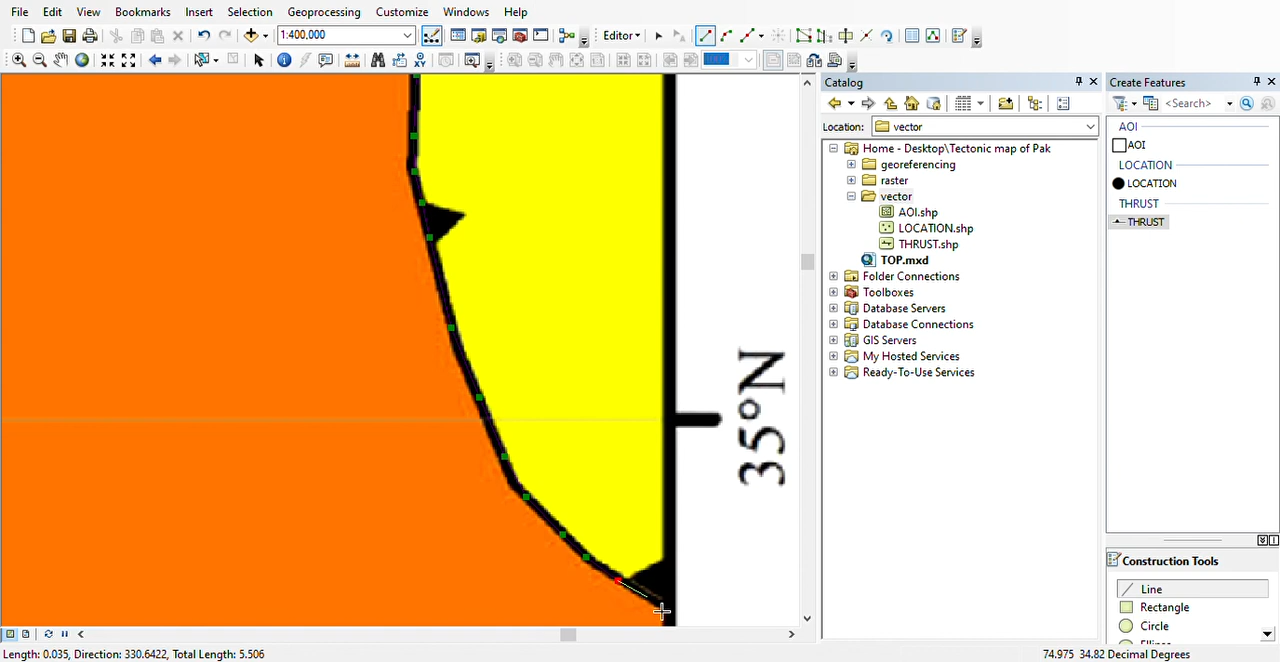 File Edit View Bookmarks Insert Selection Geoprocessing Customize Windows Help
1:400,000 Editor
Catalog
Location: vector
Home - Desktop\Tectonic map of Pak
georeferencing
raster
vector
AOI.shp
LOCATION.shp
THRUST.shp
TOP.mxd
Folder Connections
Toolboxes
Database Servers
Database Connections
GIS Servers
My Hosted Services
Ready-To-Use Services
Create Features
<Search>
AOI
AOI
LOCATION
LOCATION
THRUST
THRUST
Construction Tools
Line
Rectangle
Circle
35°N
Length: 0.035, Direction: 330.6422, Total Length: 5.506
74.975 34.82 Decimal Degrees